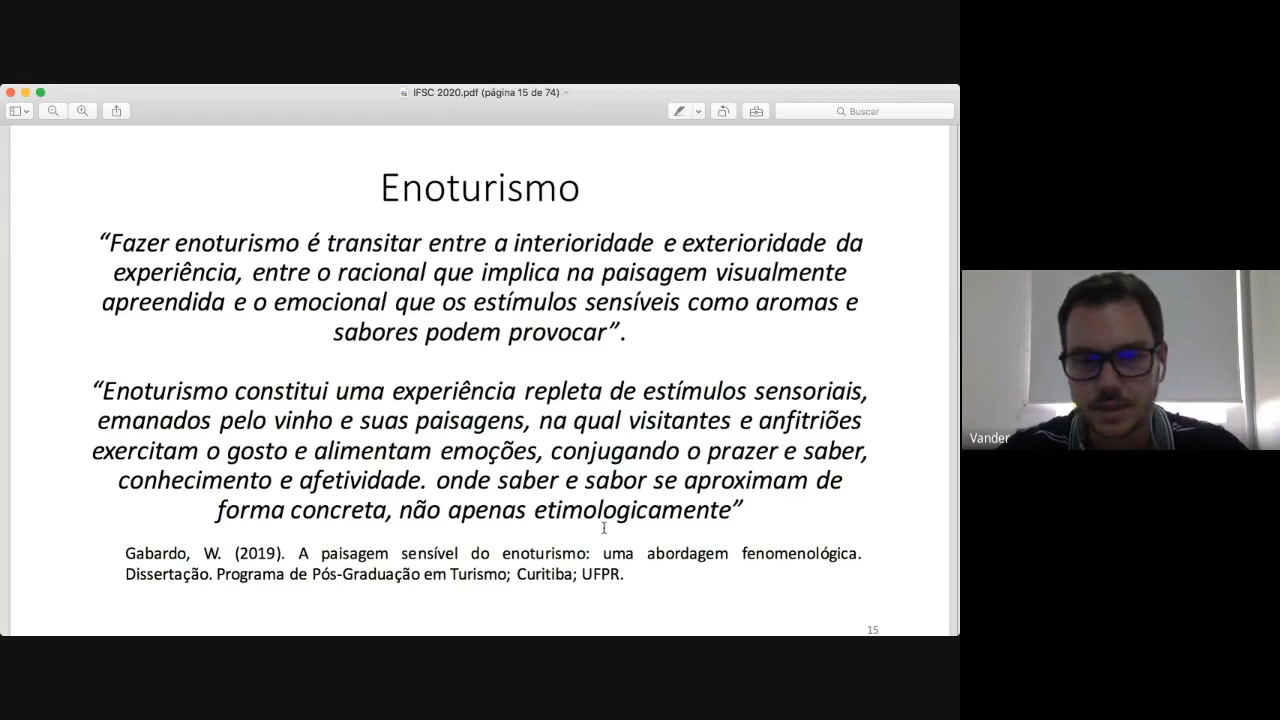 IFSC 2020.pdf (página 15 de 74)
Buscar
Enoturismo
“Fazer enoturismo é transitar entre a interioridade e exterioridade da
experiência, entre o racional que implica na paisagem visualmente
apreendida e o emocional que os estímulos sensíveis como aromas e
sabores podem provocar”.
“Enoturismo constitui uma experiência repleta de estímulos sensoriais,
emanados pelo vinho e suas paisagens, na qual visitantes e anfitriões
exercitam o gosto e alimentam emoções, conjugando o prazer e saber,
conhecimento e afetividade. onde saber e sabor se aproximam de
forma concreta, não apenas etimologicamente”
Gabardo, W. (2019). A paisagem sensível do enoturismo: uma abordagem fenomenológica.
Dissertação. Programa de Pós-Graduação em Turismo; Curitiba; UFPR.
15
Vander